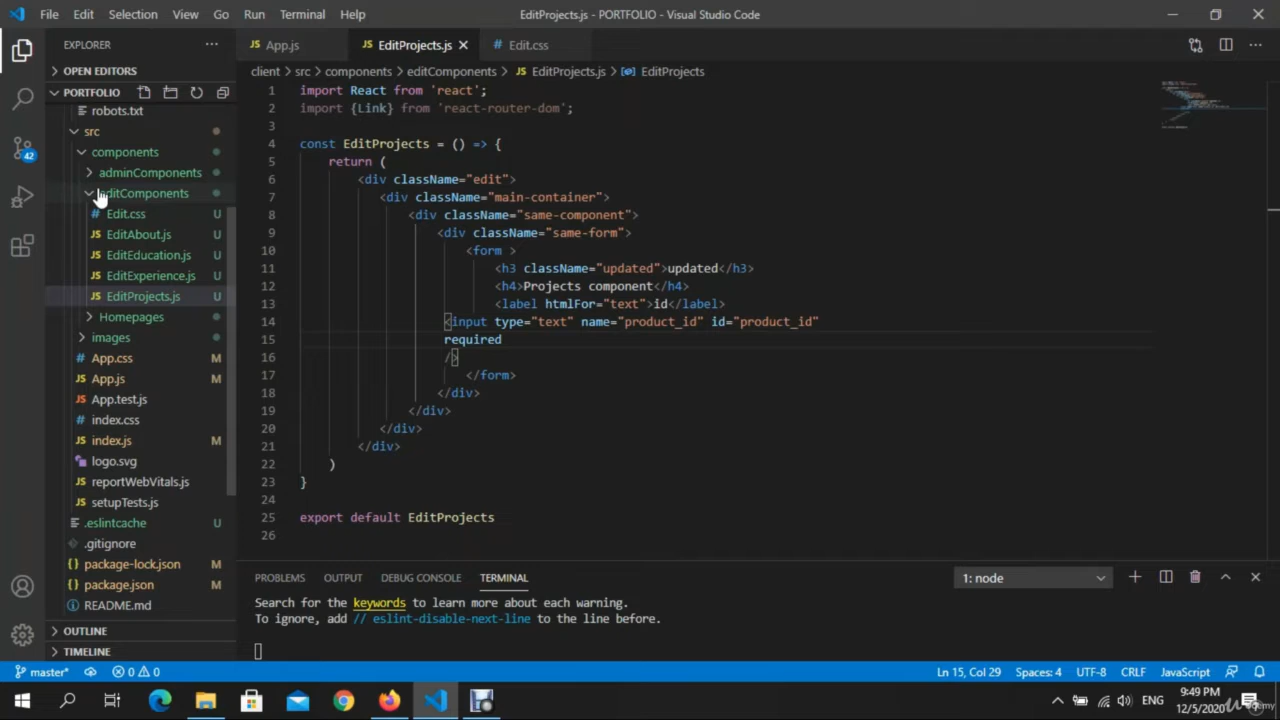 File Edit Selection View Go Run Terminal Help EditProjects.js - PORTFOLIO - Visual Studio Code
EXPLORER
OPEN EDITORS
PORTFOLIO
robots.txt
src
components
adminComponents
editComponents
Edit.css U
EditAbout.js U
EditEducation.js U
EditExperience.js U
EditProjects.js U
Homepages
images
App.css M
App.js M
App.test.js
index.css
index.js M
logo.svg
reportWebVitals.js
setupTests.js
.eslintcache U
.gitignore
package-lock.json M
package.json M
README.md
OUTLINE
TIMELINE
42
App.js EditProjects.js Edit.css
client > src > components > editComponents > EditProjects.js > EditProjects
1 import React from 'react';
2 import {Link} from 'react-router-dom';
3
4 const EditProjects = () => {
5 return (
6 <div className="edit">
7 <div className="main-container">
8 <div className="same-component">
9 <div className="same-form">
10 <form >
11 <h3 className="updated">updated</h3>
12 <h4>Projects component</h4>
13 <label htmlFor="text">id</label>
14 <input type="text" name="product_id" id="product_id"
15 required
16 />
17 </form>
18 </div>
19 </div>
20 </div>
21 </div>
22 )
23 }
24
25 export default EditProjects
26
PROBLEMS OUTPUT DEBUG CONSOLE TERMINAL 1: node
Search for the keywords to learn more about each warning.
To ignore, add // eslint-disable-next-line to the line before.
master* 0 0 Ln 15, Col 29 Spaces: 4 UTF-8 CRLF JavaScript
ENG 9:49 PM
12/5/2020